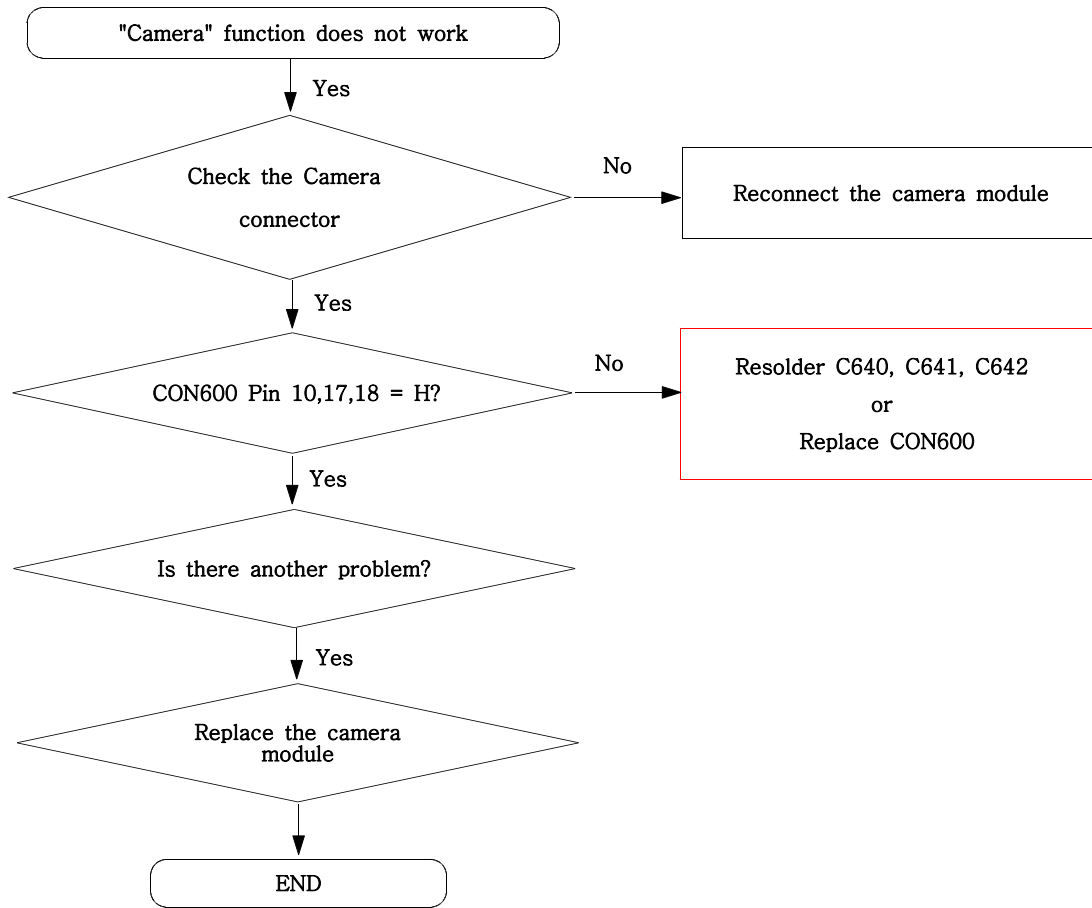 "Camera" function does not work
Yes
Check the Camera
connector
No
Reconnect the camera module
Yes
CON600 Pin 10,17,18 = H?
No
Resolder C640, C641, C642
or
Replace CON600
Yes
Is there another problem?
Yes
Replace the camera
module
END